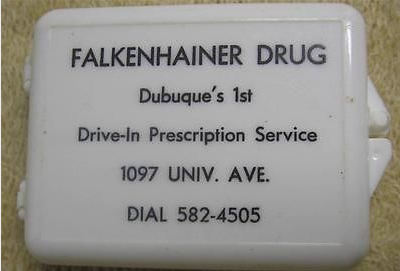 FALKENHAINER DRUG
Dubuque's 1st
Drive-In Prescription Service
1097 UNIV. AVE.
DIAL 582-4505